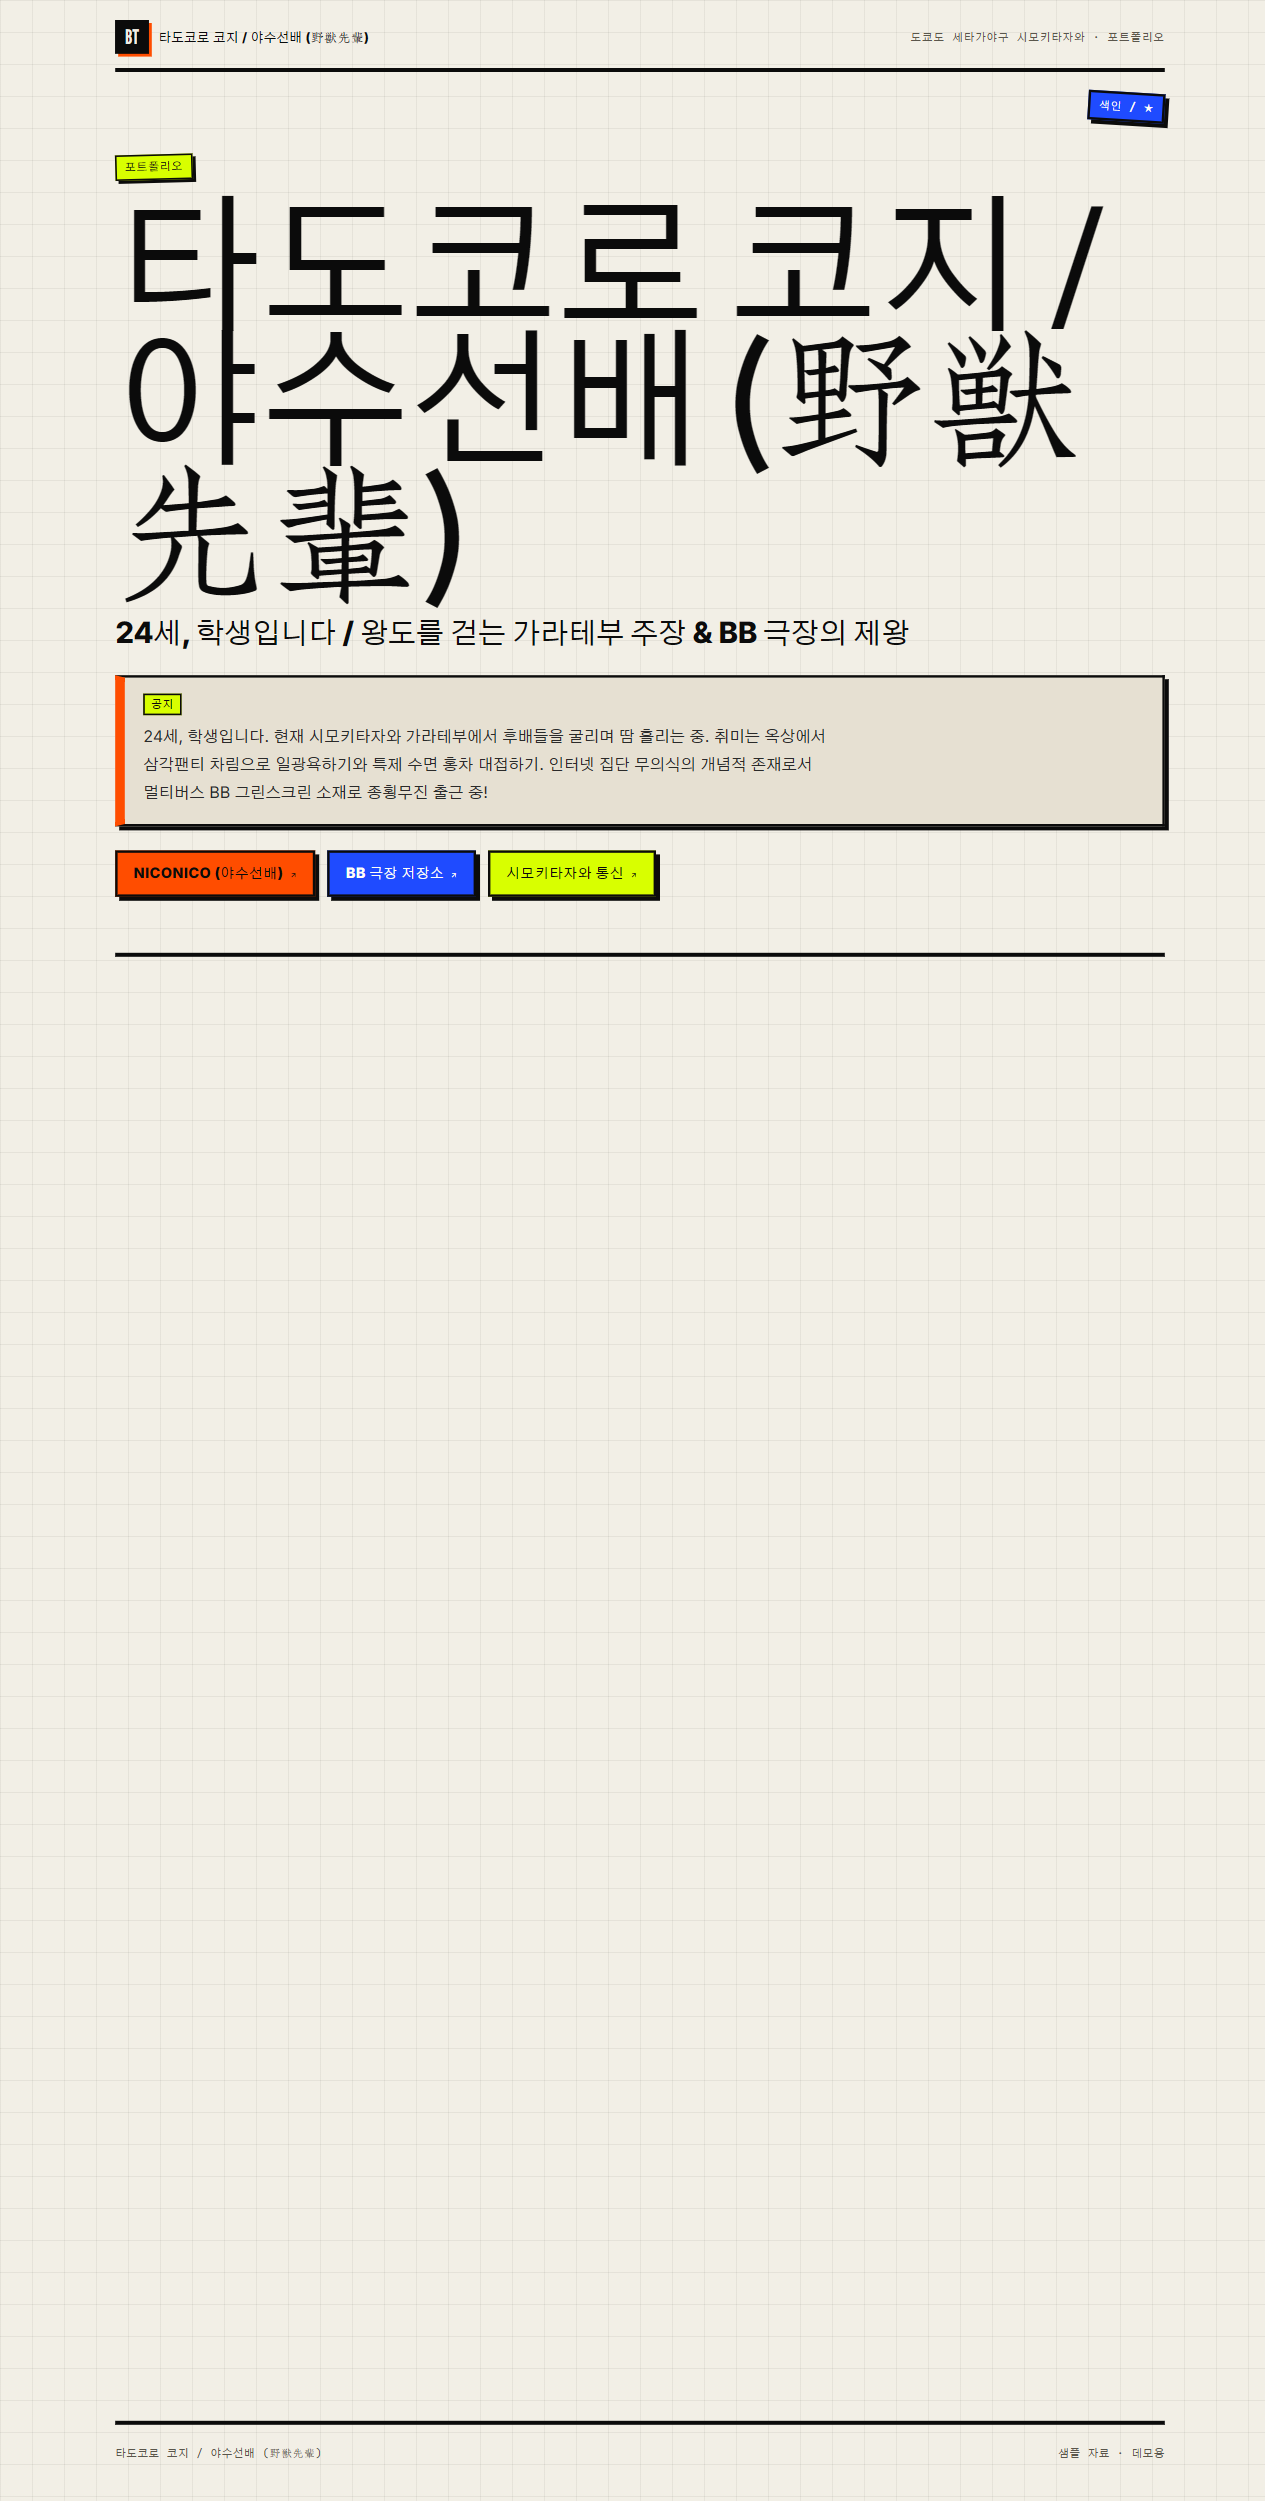 BT
타도코로 코지 / 야수선배 (野獣先輩)
도쿄도 세타가야구 시모키타자와 · 포트폴리오
색인 / ★
포트폴리오
타도코로 코지 /
야수선배 (野獣
先輩)
24세, 학생입니다 / 왕도를 걷는 가라테부 주장 & BB 극장의 제왕
공지
24세, 학생입니다. 현재 시모키타자와 가라테부에서 후배들을 굴리며 땀 흘리는 중. 취미는 옥상에서
삼각팬티 차림으로 일광욕하기와 특제 수면 홍차 대접하기. 인터넷 집단 무의식의 개념적 존재로서
멀티버스 BB 그린스크린 소재로 종횡무진 출근 중!
NICONICO (야수선배) ↗
BB 극장 저장소 ↗
시모키타자와 통신 ↗
타도코로 코지 / 야수선배 (野獣先輩)
샘플 자료 · 데모용